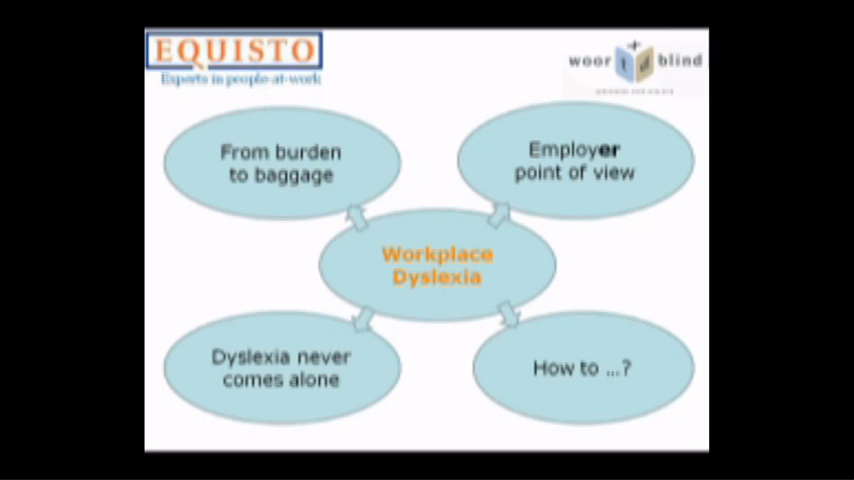 EQUISTO
Experts in people-at-work
woor td blind
From burden
to baggage
Employer
point of view
Workplace
Dyslexia
Dyslexia never
comes alone
How to ...?